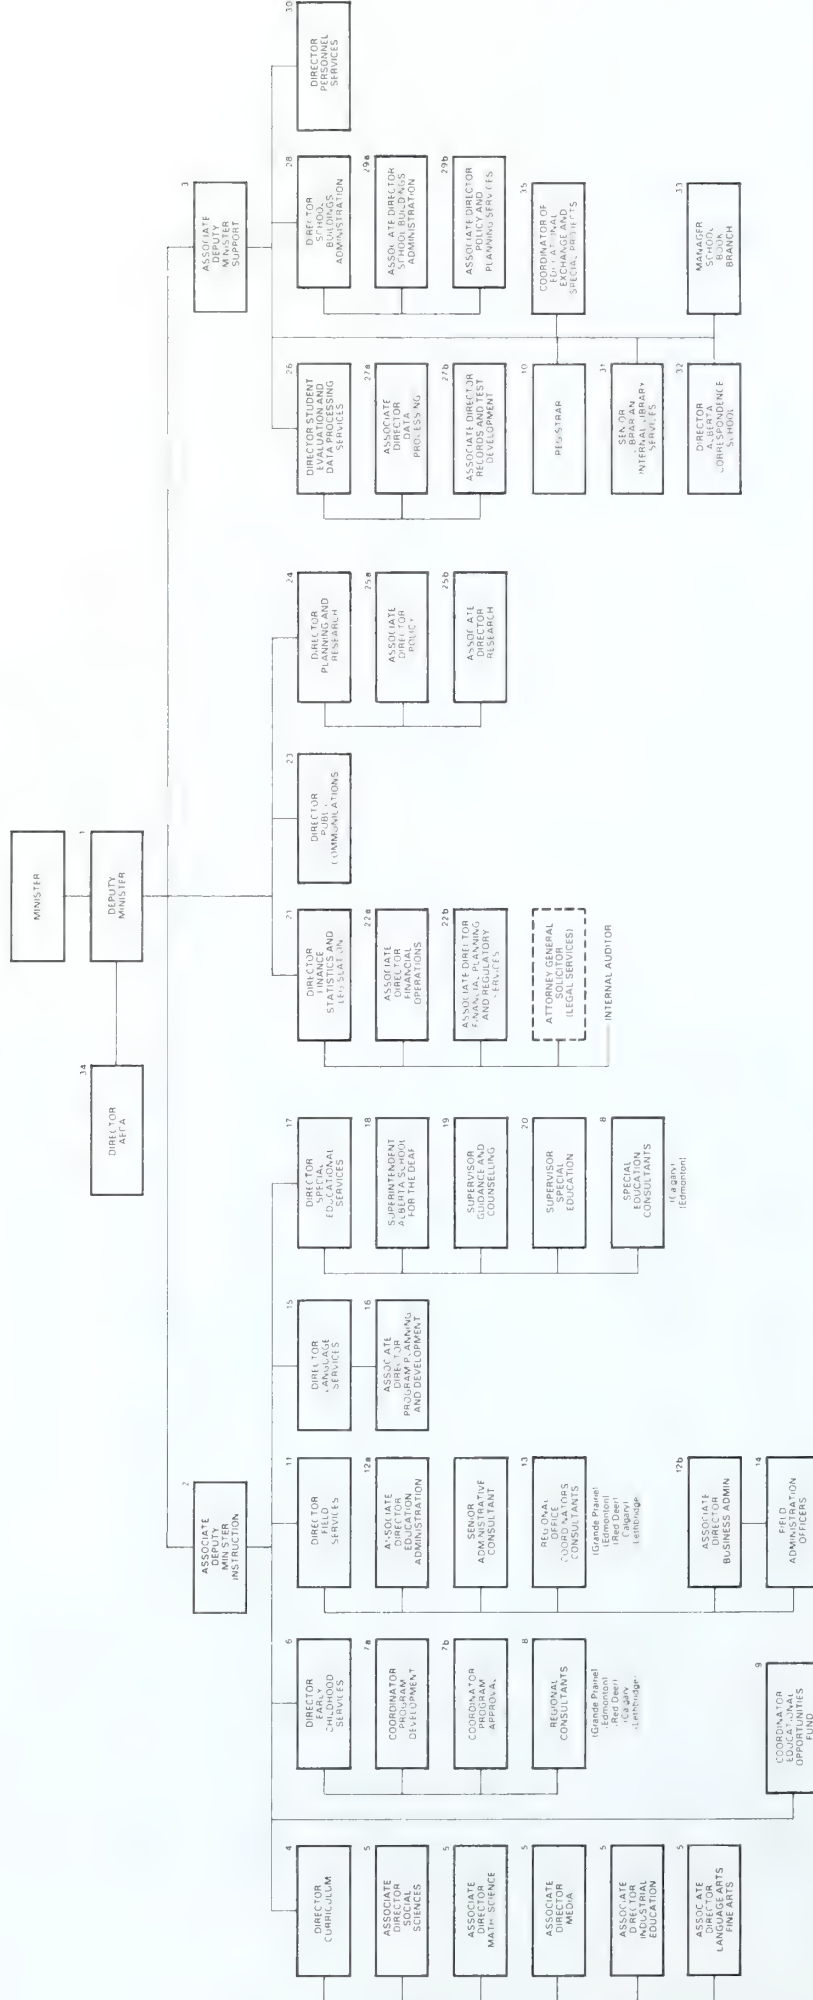 MINISTER
1
DEPUTY
MINISTER
34
DIRECTOR
2
ASSOCIATE
DEPUTY
MINISTER
INSTRUCTION
3
ASSOCIATE
DEPUTY
MINISTER
SUPPORT
4
DIRECTOR
CURRICULUM
5
ASSOCIATE
DIRECTOR
SOCIAL
SCIENCES
5
ASSOCIATE
DIRECTOR
MATH SCIENCE
5
ASSOCIATE
DIRECTOR
MEDIA
5
ASSOCIATE
DIRECTOR
INDUSTRIAL
EDUCATION
5
ASSOCIATE
DIRECTOR
LANGUAGE ARTS
FINE ARTS
9
COORDINATOR
EDUCATIONAL
OPPORTUNITIES
FUND
6
DIRECTOR
EARLY
CHILDHOOD
SERVICES
7a
COORDINATOR
PROGRAM
DEVELOPMENT
7b
COORDINATOR
PROGRAM
APPROVAL
8
REGIONAL
CONSULTANTS
(Grande Prairie)
(Edmonton)
(Red Deer)
(Calgary)
(Lethbridge)
11
DIRECTOR
FIELD
SERVICES
12a
ASSOCIATE
DIRECTOR
EDUCATION
ADMINISTRATION
SENIOR
ADMINISTRATIVE
CONSULTANT
13
REGIONAL
OFFICE
COORDINATORS
CONSULTANTS
(Grande Prairie)
(Edmonton)
(Red Deer)
(Calgary)
Lethbridge
12b
ASSOCIATE
DIRECTOR
BUSINESS ADMIN
14
FIELD
ADMINISTRATION
OFFICERS
15
DIRECTOR
LANGUAGE
SERVICES
16
ASSOCIATE
DIRECTOR
PROGRAM PLANNING
AND DEVELOPMENT
17
DIRECTOR
SPECIAL
EDUCATIONAL
SERVICES
18
SUPERINTENDENT
ALBERTA SCHOOL
FOR THE DEAF
19
SUPERVISOR
GUIDANCE AND
COUNSELLING
20
SUPERVISOR
SPECIAL
EDUCATION
8
SPECIAL
EDUCATION
CONSULTANTS
(Calgary)
(Edmonton)
21
DIRECTOR
FINANCE
STATISTICS AND
LEGISLATION
22a
ASSOCIATE
DIRECTOR
FINANCIAL
OPERATIONS
22b
ASSOCIATE DIRECTOR
FINANCIAL PLANNING
AND REGULATORY
SERVICES
ATTORNEY GENERAL
SOLICITOR
(LEGAL SERVICES)
INTERNAL AUDITOR
23
DIRECTOR
PUBLIC
COMMUNICATIONS
24
DIRECTOR
PLANNING AND
RESEARCH
25a
ASSOCIATE
DIRECTOR
POLICY
25b
ASSOCIATE
DIRECTOR
RESEARCH
26
DIRECTOR STUDENT
EVALUATION AND
DATA PROCESSING
SERVICES
27a
ASSOCIATE
DIRECTOR
DATA
PROCESSING
27b
ASSOCIATE DIRECTOR
RECORDS AND TEST
DEVELOPMENT
10
REGISTRAR
31
SENIOR
LIBRARIAN
INTERNAL LIBRARY
SERVICES
32
DIRECTOR
ALBERTA
CORRESPONDENCE
SCHOOL
28
DIRECTOR
SCHOOL
BUILDINGS
ADMINISTRATION
29a
ASSOCIATE DIRECTOR
SCHOOL BUILDINGS
ADMINISTRATION
29b
ASSOCIATE DIRECTOR
POLICY AND
PLANNING SERVICES
35
COORDINATOR OF
EDUCATIONAL
EXCHANGE AND
SPECIAL PROJECTS
33
MANAGER
SCHOOL
BOOK
BRANCH
30
DIRECTOR
PERSONNEL
SERVICES